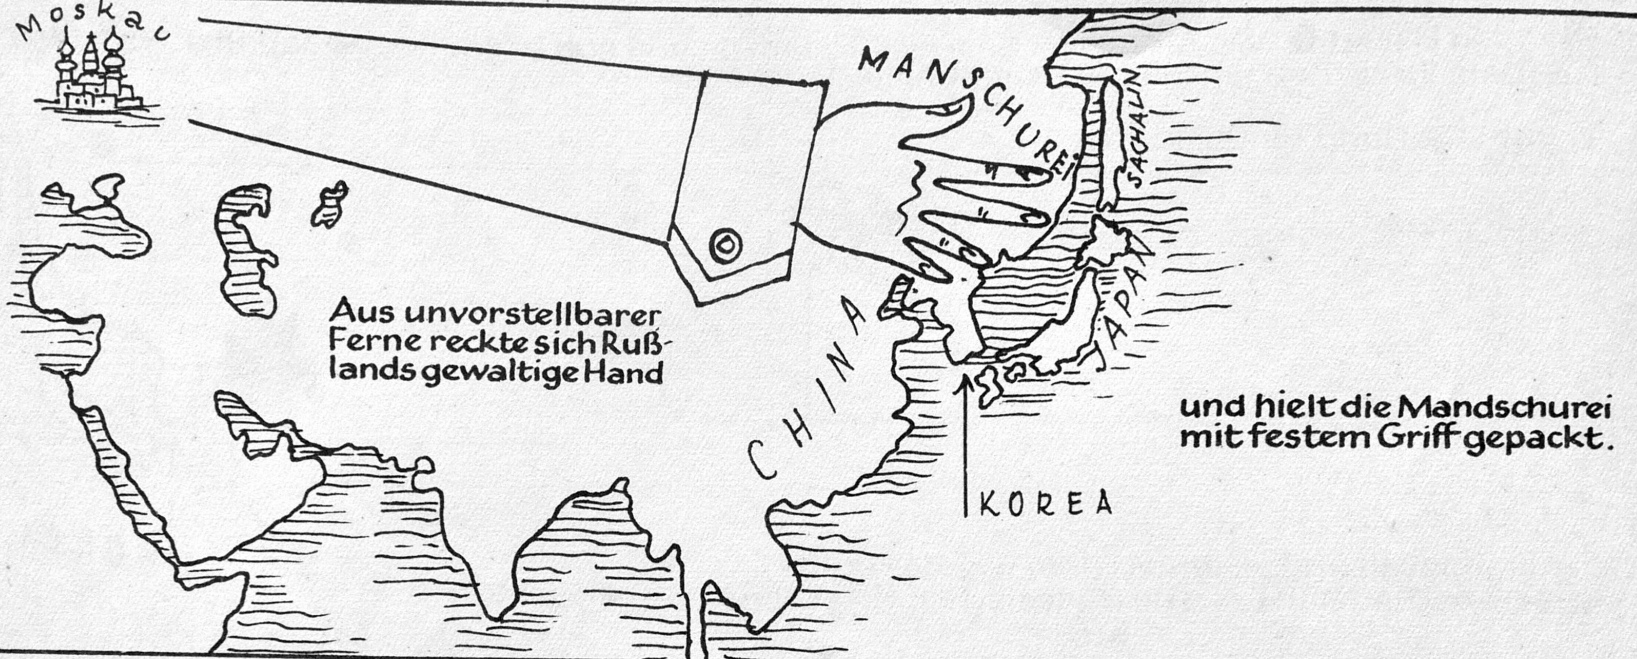 Moskau
MANSCHUREI
SACHALIN
JAPAN
Aus unvorstellbarer
Ferne reckte sich Ruß-
lands gewaltige Hand
CHINA
und hielt die Mandschurei
mit festem Griff gepackt.
KOREA